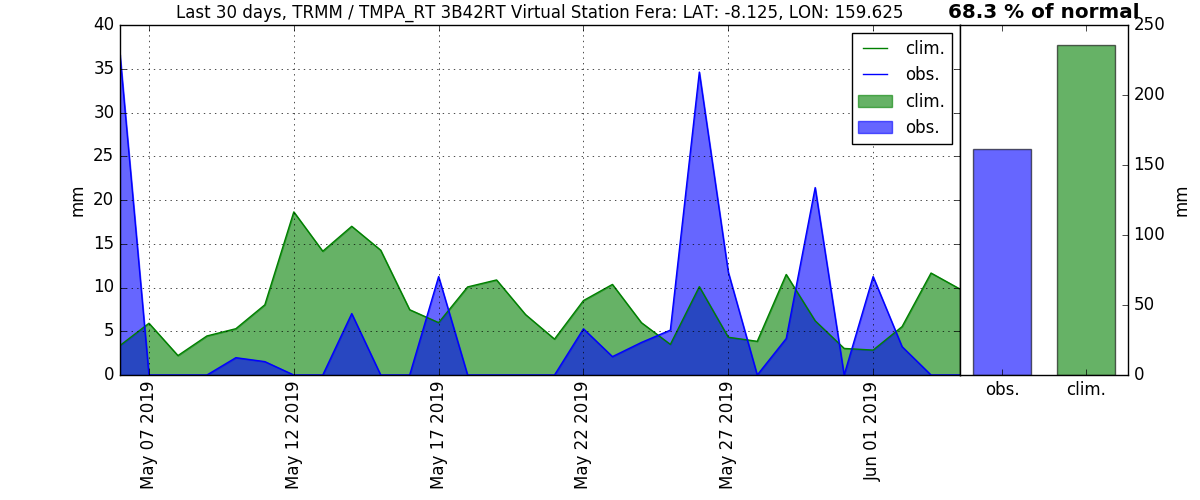 Last 30 days, TRMM / TMPA_RT 3B42RT Virtual Station Fera: LAT: -8.125, LON: 159.625
68.3 % of normal
mm
40
35
30
25
20
15
10
5
0
clim.
obs.
clim.
obs.
May 07 2019
May 12 2019
May 17 2019
May 22 2019
May 27 2019
Jun 01 2019
250
200
150
100
50
0
mm
obs.
clim.